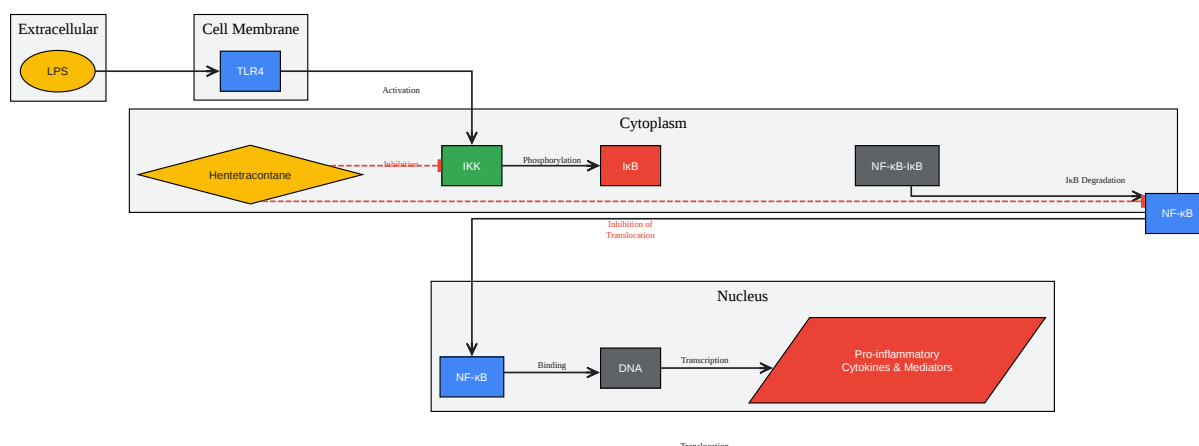 Extracellular
Cell Membrane
LPS
TLR4
Activation
Cytoplasm
Hentetracontane
Inhibition
IKK
Phosphorylation
IκB
NF-κB-IκB
IκB Degradation
NF-κB
Inhibition of
Translocation
Nucleus
NF-κB
Binding
DNA
Transcription
Pro-inflammatory
Cytokines & Mediators
Translocation